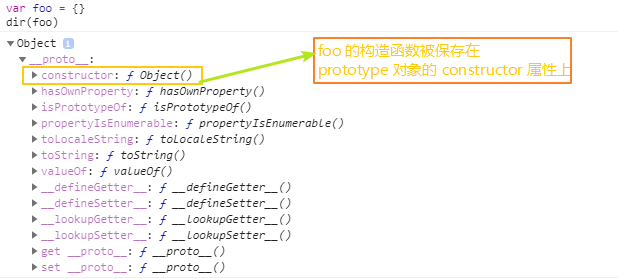 var foo = {}
dir(foo)
▼ Object i
▼ __proto__:
▶ constructor: ƒ Object()
foo 的构造函数被保存在
prototype 对象的 constructor 属性上
▶ hasOwnProperty: ƒ hasOwnProperty()
▶ isPrototypeOf: ƒ isPrototypeOf()
▶ propertyIsEnumerable: ƒ propertyIsEnumerable()
▶ toLocaleString: ƒ toLocaleString()
▶ toString: ƒ toString()
▶ valueOf: ƒ valueOf()
▶ __defineGetter__: ƒ __defineGetter__()
▶ __defineSetter__: ƒ __defineSetter__()
▶ __lookupGetter__: ƒ __lookupGetter__()
▶ __lookupSetter__: ƒ __lookupSetter__()
▶ get __proto__: ƒ __proto__()
▶ set __proto__: ƒ __proto__()